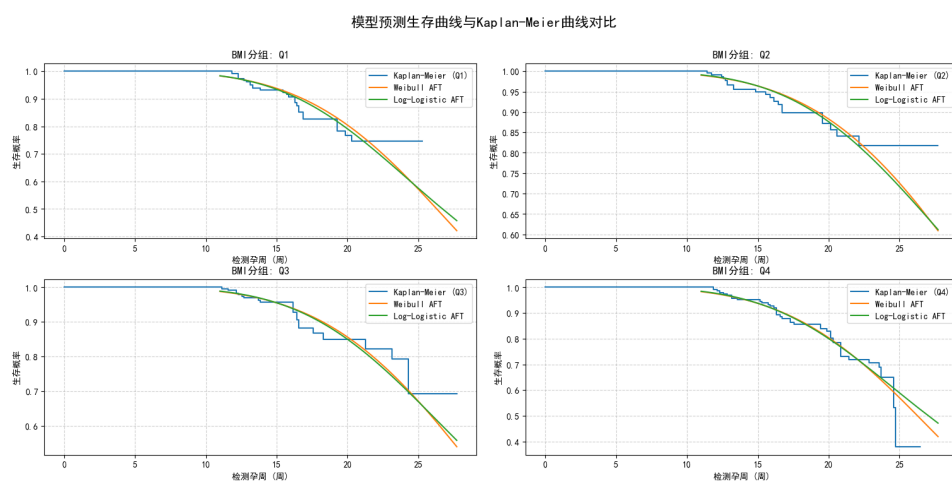 模型预测生存曲线与Kaplan-Meier曲线对比
BMI分组: Q1
生存概率
1.0
0.9
0.8
0.7
0.6
0.5
0.4
Kaplan-Meier (Q1)
Weibull AFT
Log-Logistic AFT
0 5 10 15 20 25
检测孕周 (周)
BMI分组: Q2
生存概率
1.00
0.95
0.90
0.85
0.80
0.75
0.70
0.65
0.60
Kaplan-Meier (Q2)
Weibull AFT
Log-Logistic AFT
0 5 10 15 20 25
检测孕周 (周)
BMI分组: Q3
生存概率
1.0
0.9
0.8
0.7
0.6
Kaplan-Meier (Q3)
Weibull AFT
Log-Logistic AFT
0 5 10 15 20 25
检测孕周 (周)
BMI分组: Q4
生存概率
1.0
0.9
0.8
0.7
0.6
0.5
0.4
Kaplan-Meier (Q4)
Weibull AFT
Log-Logistic AFT
0 5 10 15 20 25
检测孕周 (周)